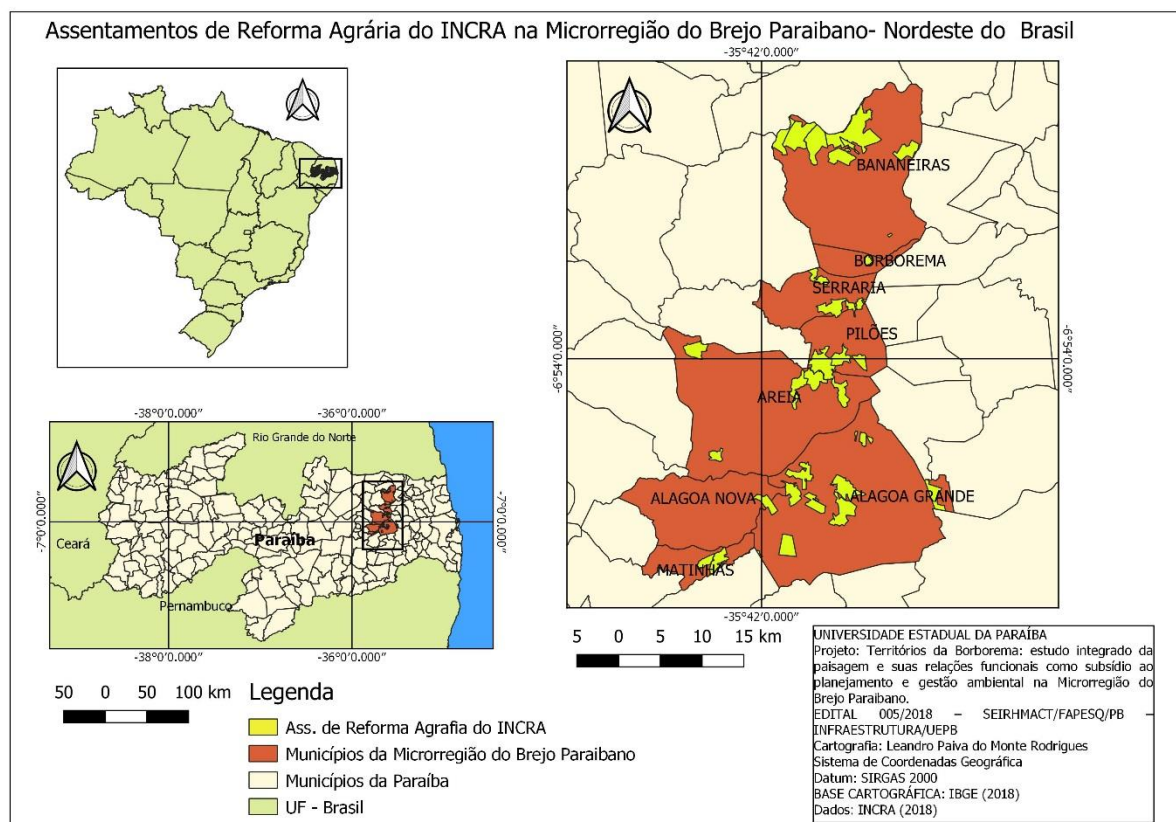 Assentamentos de Reforma Agrária do INCRA na Microrregião do Brejo Paraibano- Nordeste do  Brasil
-35°42'0.000"
BANANEIRAS
BORBOREMA
SERRARIA
PILÕES
-6°54'0.000"
-6°54'0.000"
AREIA
ALAGOA NOVA
ALAGOA GRANDE
MATINHAS
-35°42'0.000"
5 0 5 10 15 km
-38°0'0.000"
-36°0'0.000"
Rio Grande do Norte
-7°0'0.000"
-7°0'0.000"
Ceará
Paraíba
Pernambuco
-38°0'0.000"
-36°0'0.000"
50 0 50 100 km
Legenda
Ass. de Reforma Agrafia do INCRA
Municípios da Microrregião do Brejo Paraibano
Municípios da Paraíba
UF - Brasil
UNIVERSIDADE ESTADUAL DA PARAÍBA
Projeto: Territórios da Borborema: estudo integrado da
paisagem e suas relações funcionais como subsídio ao
planejamento e gestão ambiental na Microrregião do
Brejo Paraibano.
EDITAL 005/2018 – SEIRHMACT/FAPESQ/PB –
INFRAESTRUTURA/UEPB
Cartografia: Leandro Paiva do Monte Rodrigues
Sistema de Coordenadas Geográfica
Datum: SIRGAS 2000
BASE CARTOGRÁFICA: IBGE (2018)
Dados: INCRA (2018)